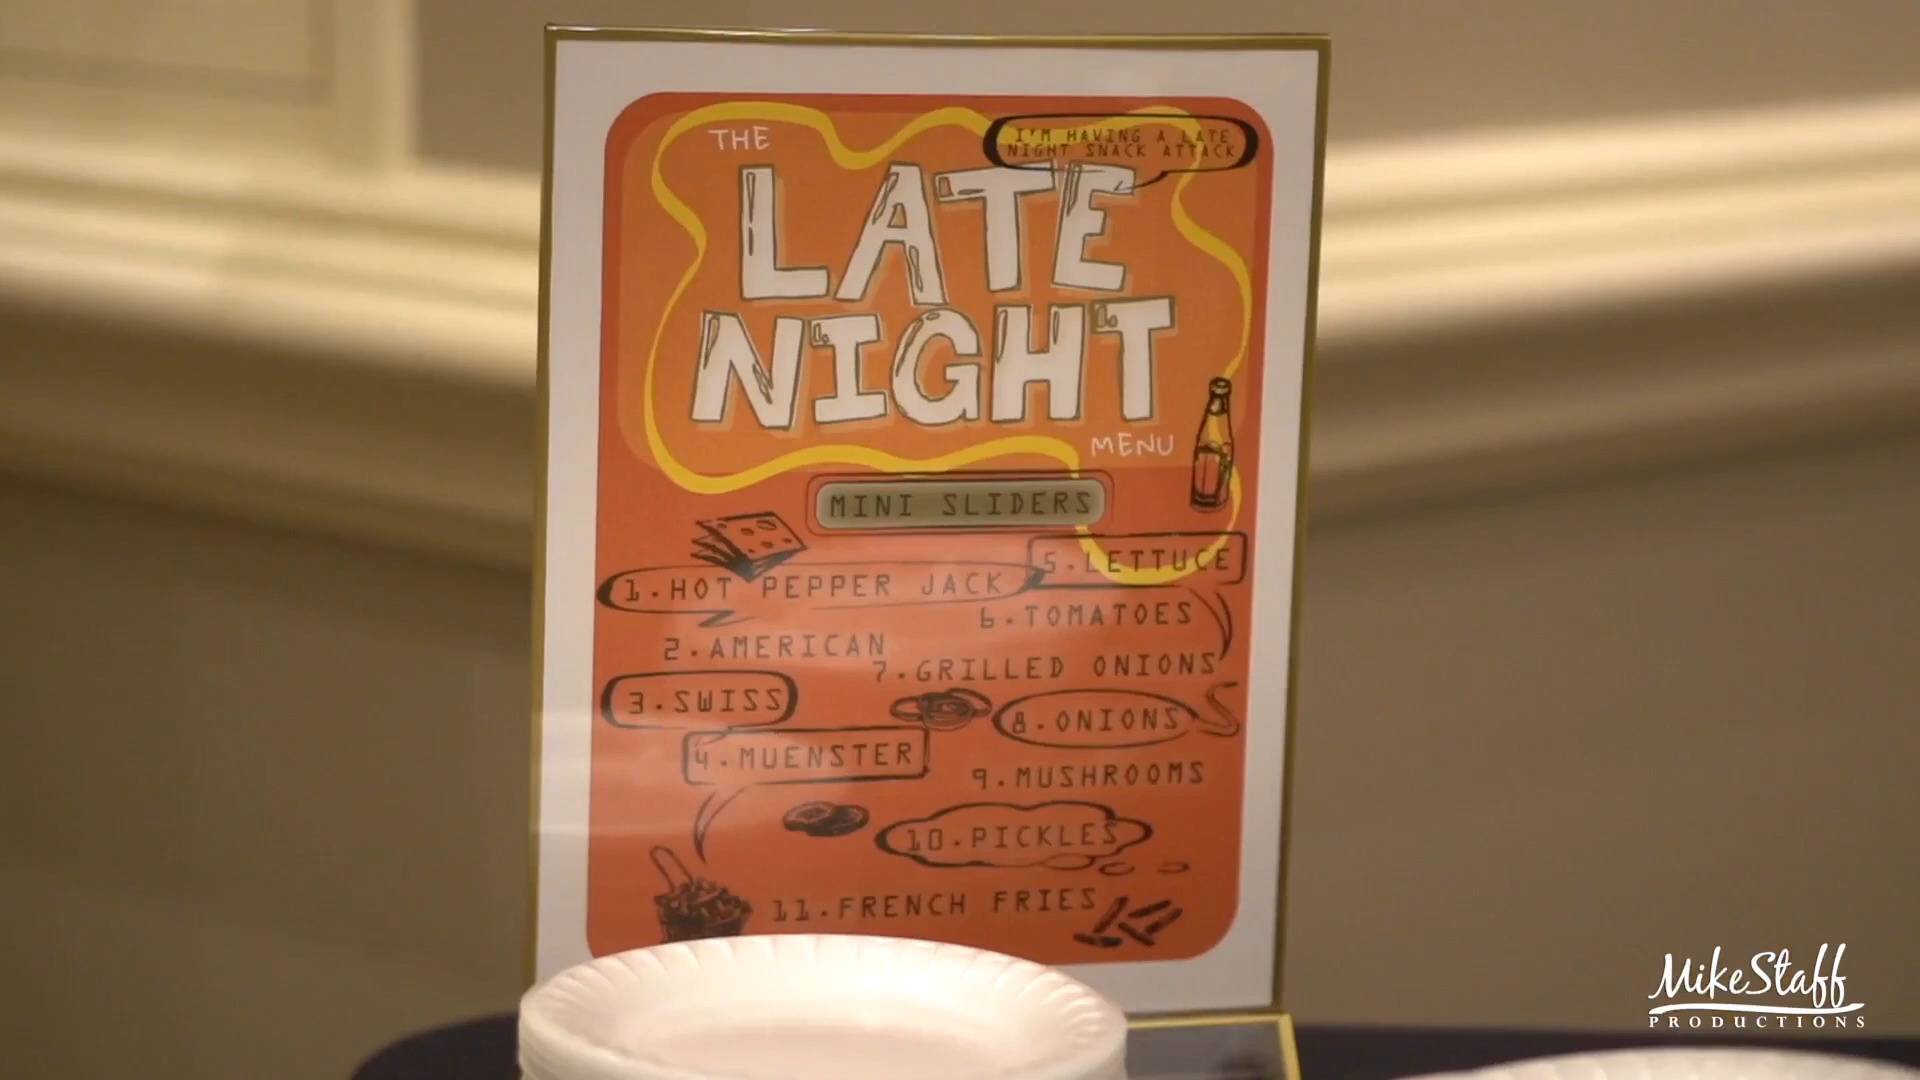 THE
I'M HAVING A LATE
NIGHT SNACK ATTACK
LATE
NIGHT
MENU
MINI SLIDERS
1.HOT PEPPER JACK
2.AMERICAN
3.SWISS
4.MUENSTER
5.LETTUCE
6.TOMATOES
7.GRILLED ONIONS
8.ONIONS
9.MUSHROOMS
10.PICKLES
11.FRENCH FRIES
MikeStaff
PRODUCTIONS